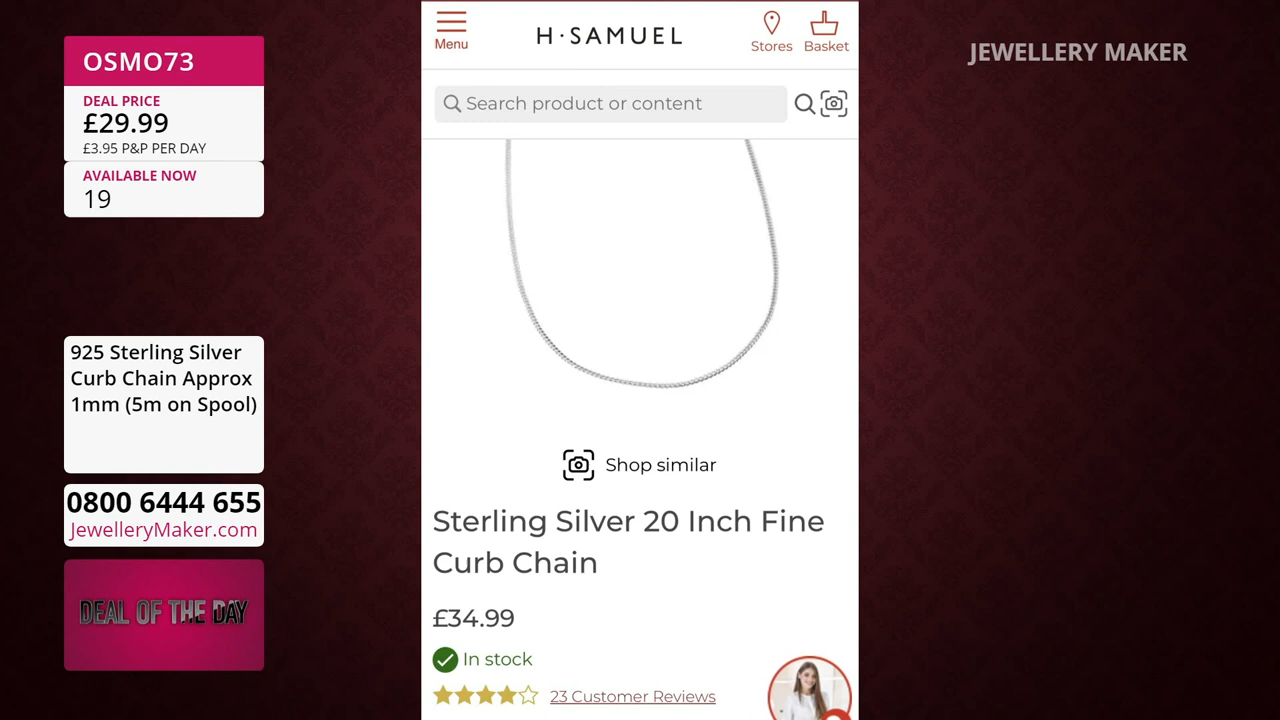 OSMO73
DEAL PRICE
£29.99
£3.95 P&P PER DAY
AVAILABLE NOW
19
925 Sterling Silver
Curb Chain Approx
1mm (5m on Spool)
0800 6444 655
JewelleryMaker.com
DEAL OF THE DAY
Menu
H·SAMUEL
Stores
Basket
Search product or content
Shop similar
Sterling Silver 20 Inch Fine
Curb Chain
£34.99
In stock
23 Customer Reviews
JEWELLERY MAKER